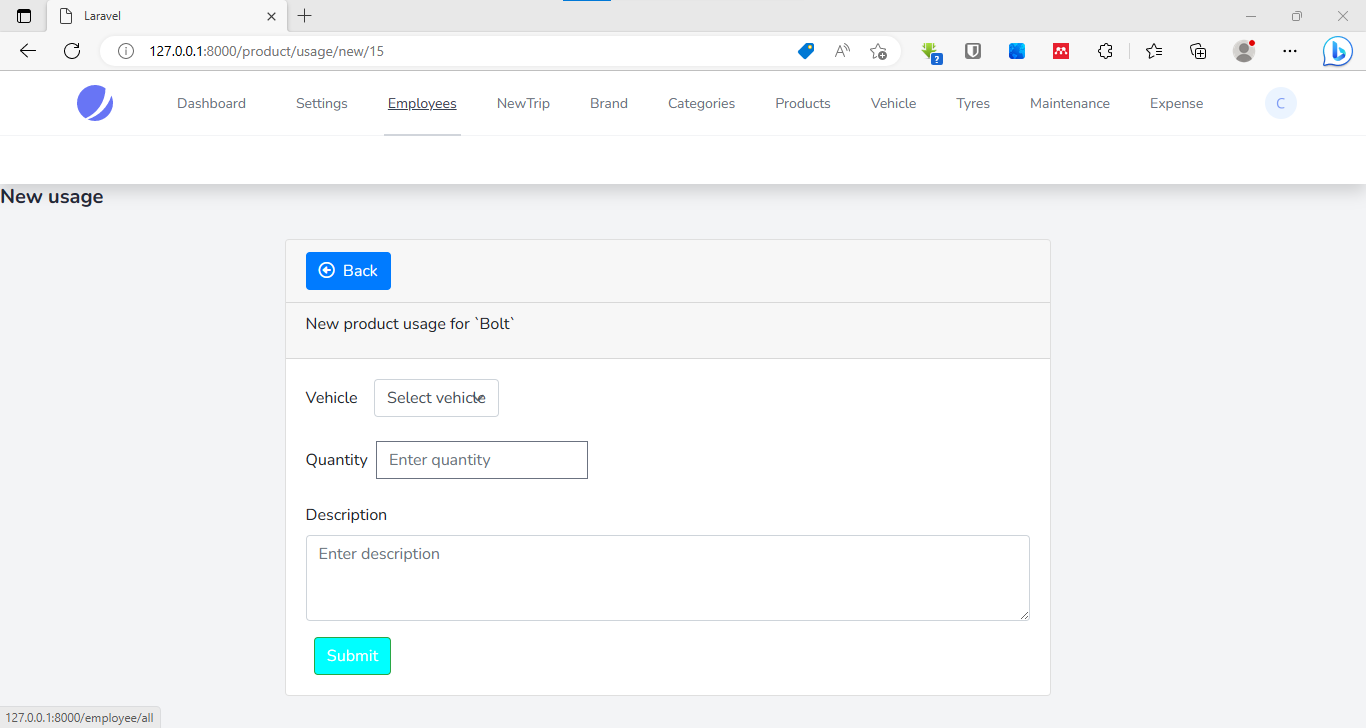 Laravel
127.0.0.1:8000/product/usage/new/15
Dashboard Settings Employees NewTrip Brand Categories Products Vehicle Tyres Maintenance Expense C
New usage
Back
New product usage for `Bolt`
Vehicle Select vehicle
Quantity Enter quantity
Description
Enter description
Submit
127.0.0.1:8000/employee/all